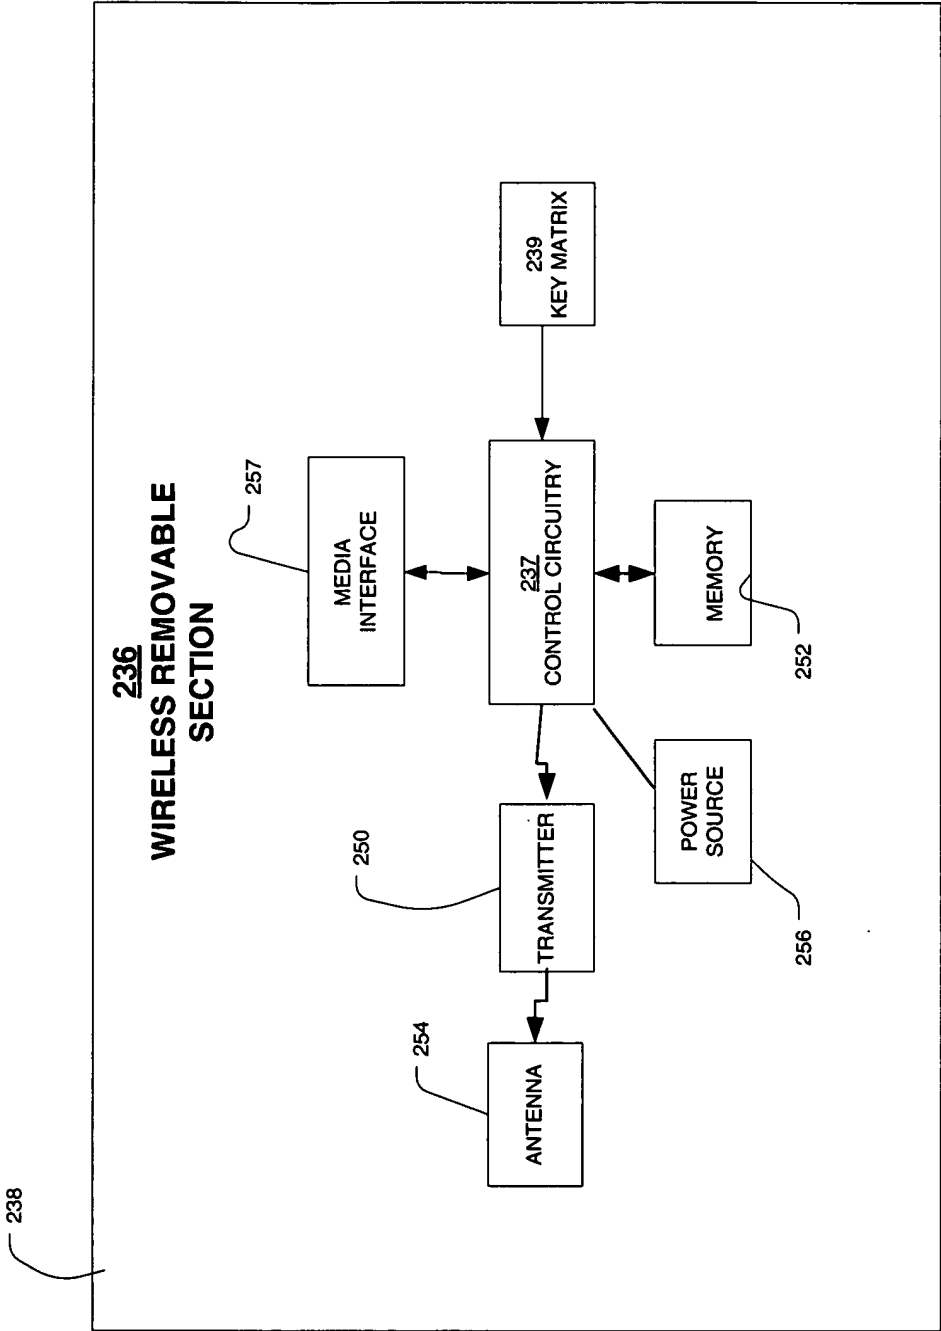 238
236
WIRELESS REMOVABLE
SECTION
257
MEDIA
INTERFACE
254
250
ANTENNA
TRANSMITTER
237
CONTROL CIRCUITRY
239
KEY MATRIX
256
POWER
SOURCE
252
MEMORY